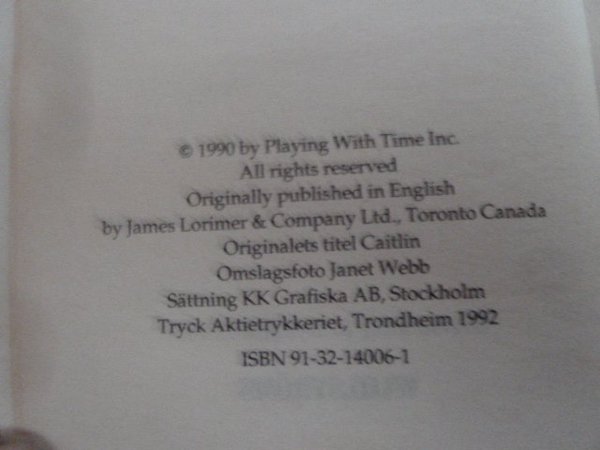 © 1990 by Playing With Time Inc.
All rights reserved
Originally published in English
by James Lorimer & Company Ltd., Toronto Canada
Originalets titel Caitlin
Omslagsfoto Janet Webb
Sättning KK Grafiska AB, Stockholm
Tryck Aktietrykkeriet, Trondheim 1992
ISBN 91-32-14006-1